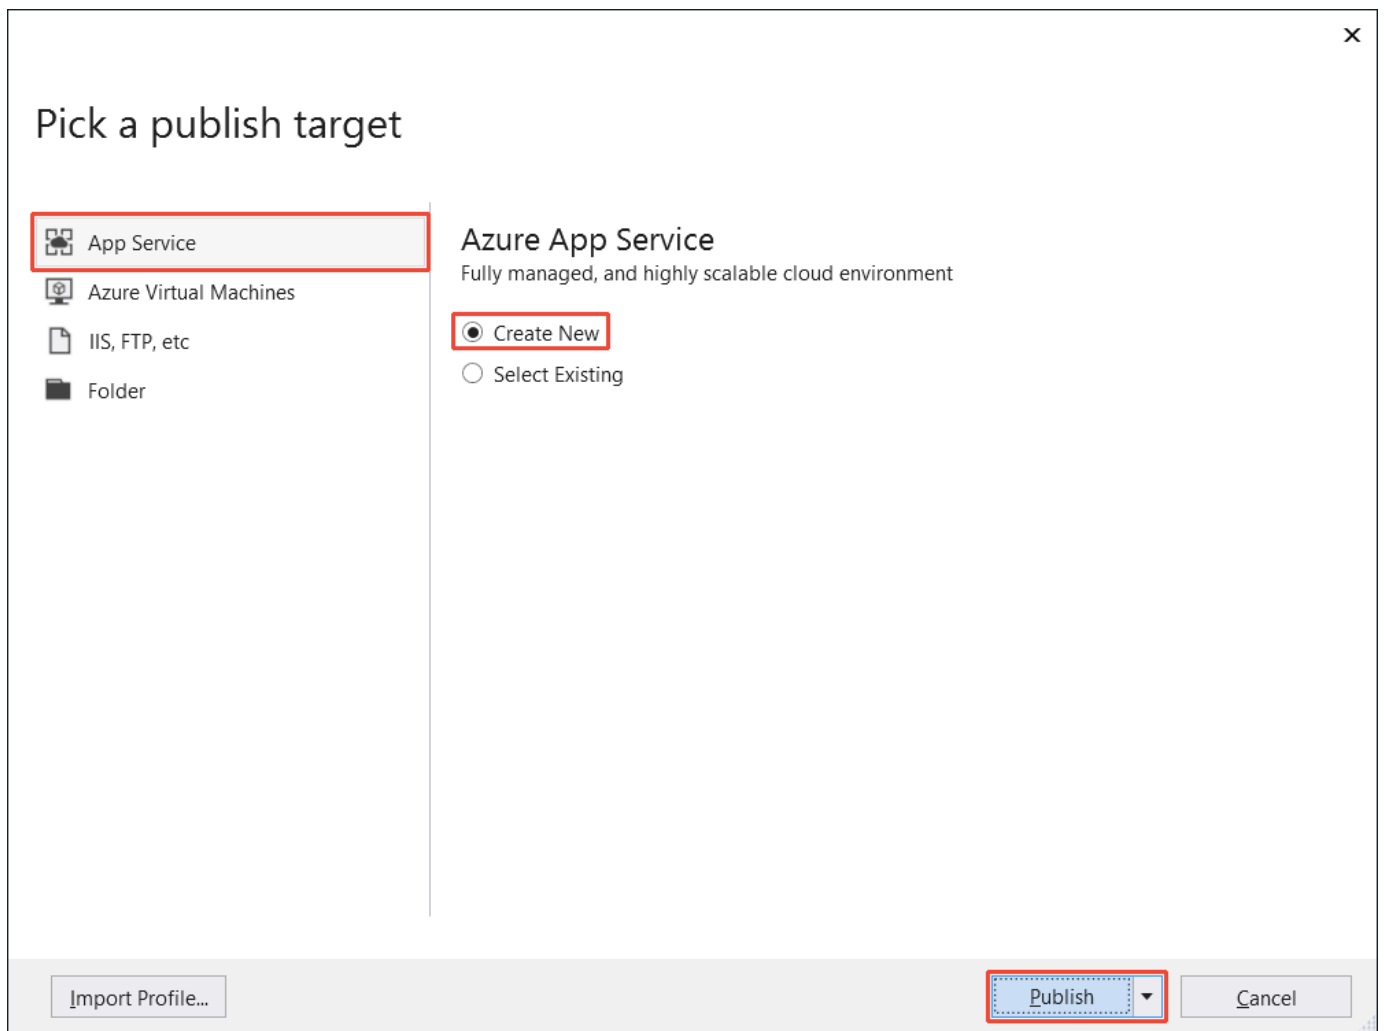 Pick a publish target
App Service
Azure Virtual Machines
IIS, FTP, etc
Folder
Azure App Service
Fully managed, and highly scalable cloud environment
Create New
Select Existing
Import Profile...
Publish
Cancel